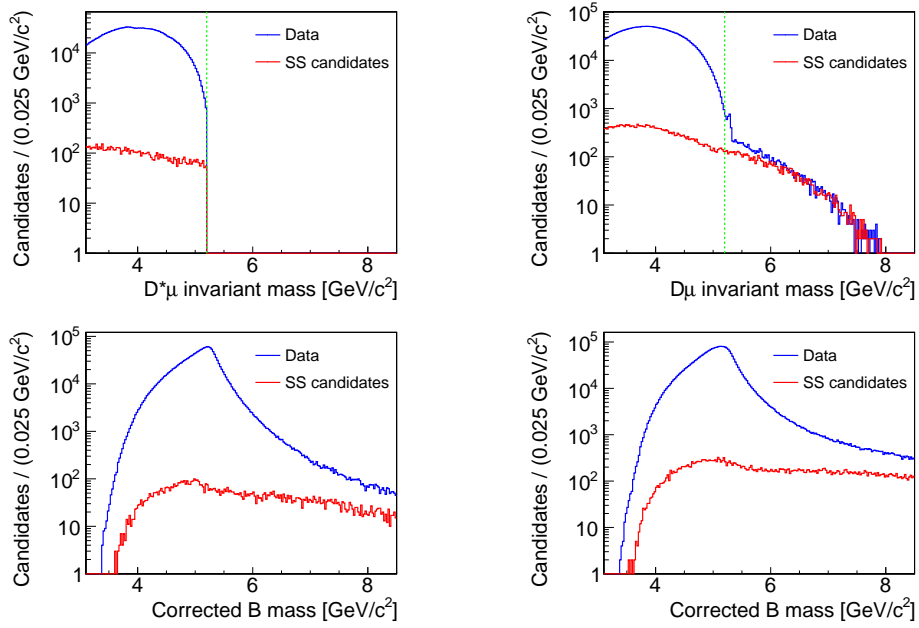 Candidates / (0.025 GeV/c²)
10⁴
10³
10²
10
1
Data
SS candidates
4 6 8
D*μ invariant mass [GeV/c²]
Candidates / (0.025 GeV/c²)
10⁵
10⁴
10³
10²
10
1
Data
SS candidates
4 6 8
Dμ invariant mass [GeV/c²]
Candidates / (0.025 GeV/c²)
10⁵
10⁴
10³
10²
10
1
Data
SS candidates
4 6 8
Corrected B mass [GeV/c²]
Candidates / (0.025 GeV/c²)
10⁵
10⁴
10³
10²
10
1
Data
SS candidates
4 6 8
Corrected B mass [GeV/c²]